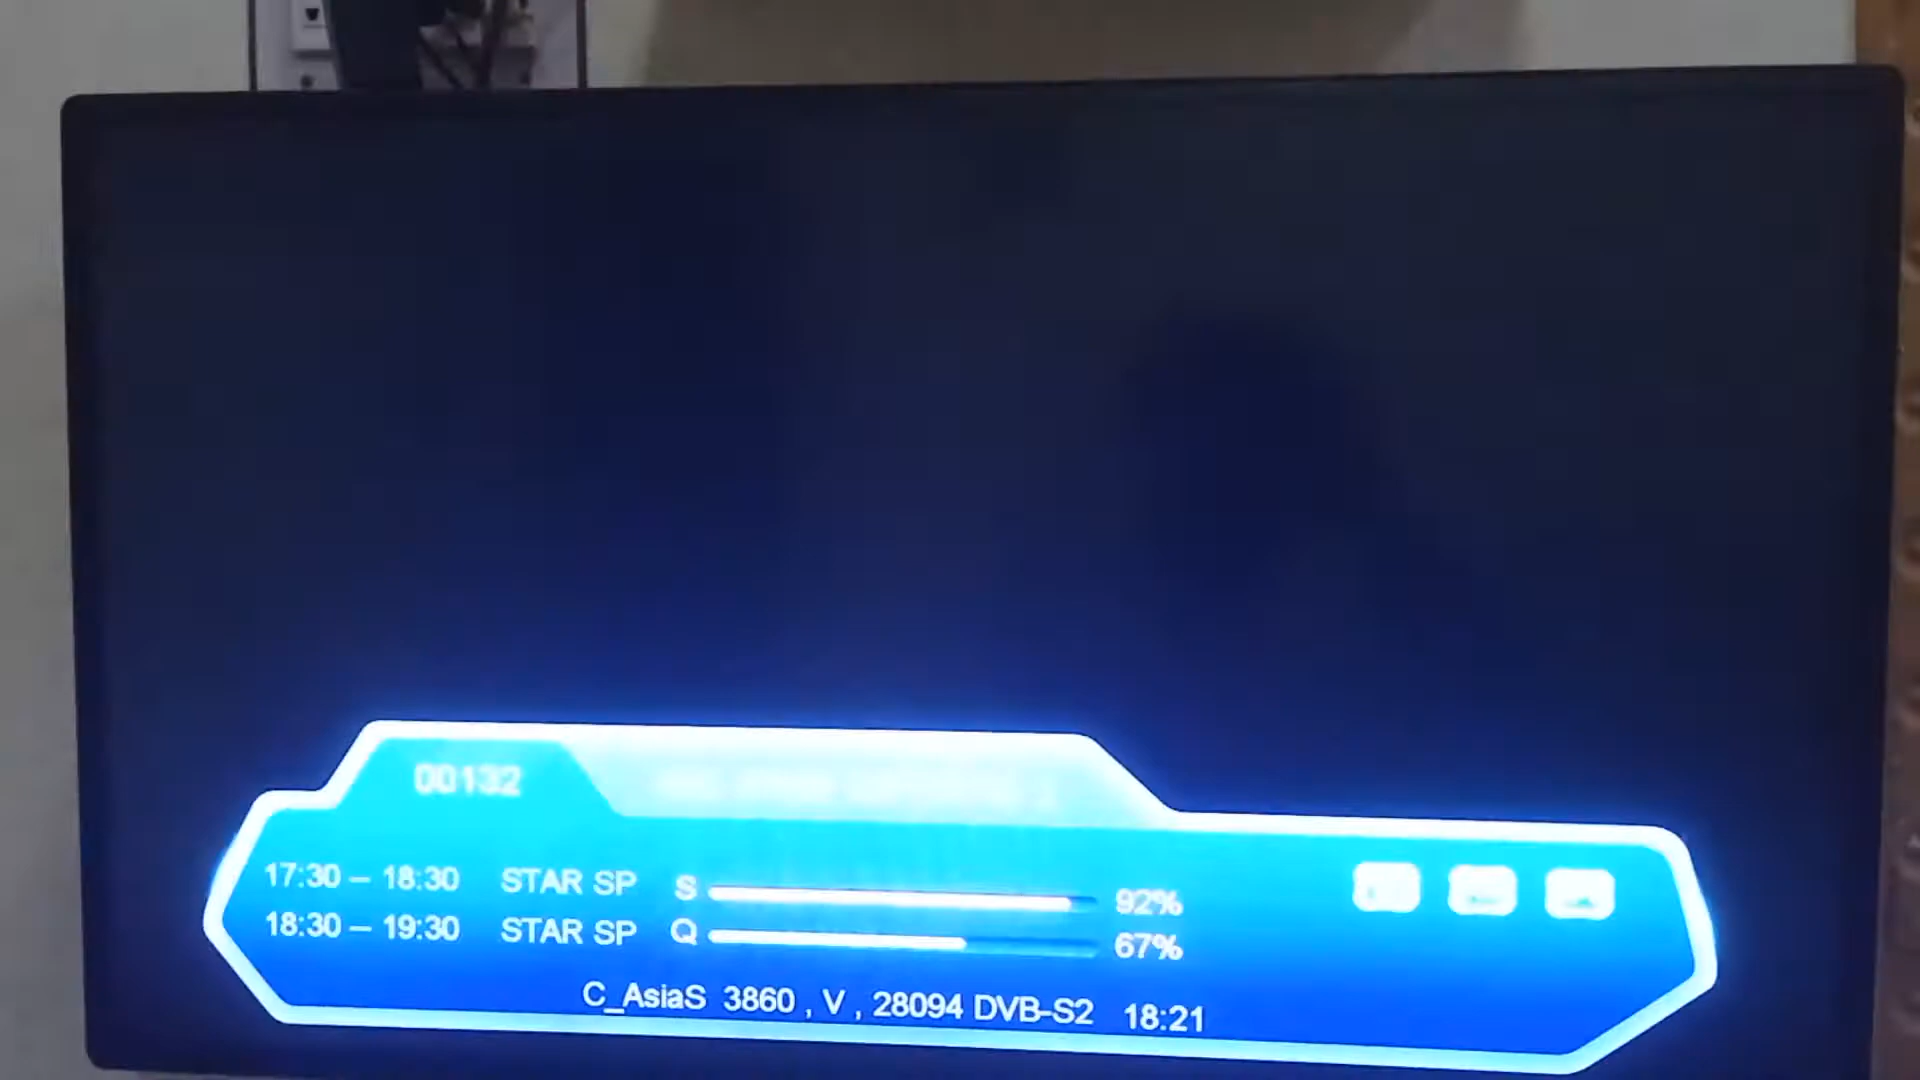 00132
17:30 – 18:30 STAR SP S 92%
18:30 – 19:30 STAR SP Q 67%
C_AsiaS 3860 , V , 28094 DVB-S2 18:21